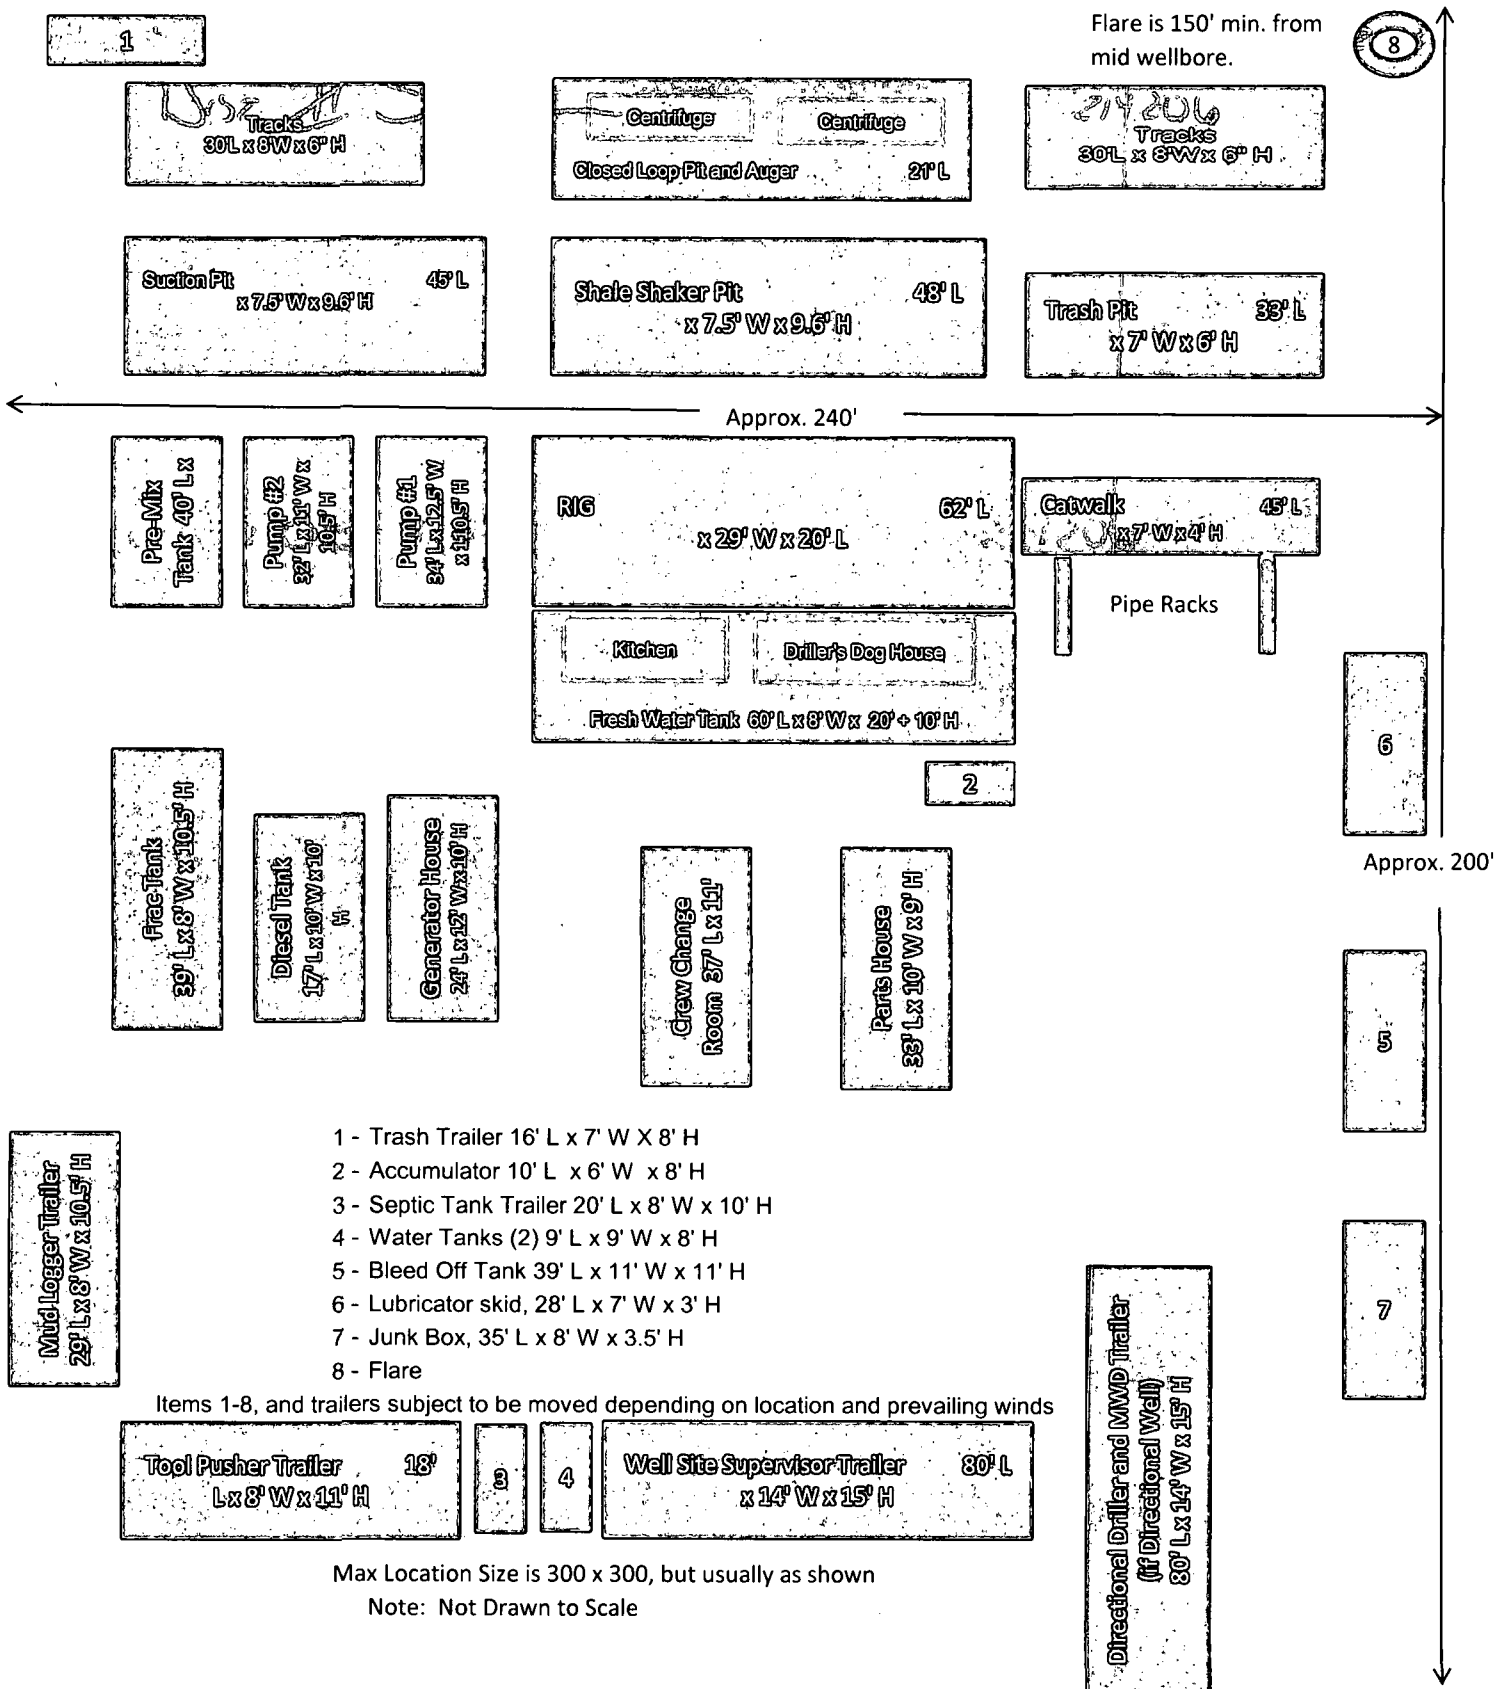 Flare is 150' min. from
mid wellbore.
8
1
Tracks
30'L x 8'W x 6" H
Centrifuge
Centrifuge
Closed Loop Pit and Auger 21' L
214206
Tracks
30'L x 8'W x 6" H
Suction Pit 45' L
x 7.5' W x 9.6' H
Shale Shaker Pit 48' L
x 7.5' W x 9.6' H
Trash Pit 33' L
x 7' W x 6' H
Approx. 240'
Pre-Mix
Tank 40' L x
Pump #2
32' L x 11' W x
10.5' H
Pump #1
34' L x 12.5' W
x 110.5' H
RIG 62' L
x 29' W x 20' L
Catwalk 45' L
x 7' W x 4' H
Pipe Racks
Kitchen
Driller's Dog House
Fresh Water Tank 60' L x 8' W x 20' + 10' H
2
6
Approx. 200'
Frac Tank
39' L x 8' W x 10.5' H
Diesel Tank
17' L x 10' W x 10'
H
Generator House
24' L x 12' W x 10' H
Crew Change
Room 37' L x 11'
Parts House
33' L x 10' W x 9' H
5
Mud Logger Trailer
29' L x 8' W x 10.5' H
1 - Trash Trailer 16' L x 7' W X 8' H
2 - Accumulator 10' L x 6' W x 8' H
3 - Septic Tank Trailer 20' L x 8' W x 10' H
4 - Water Tanks (2) 9' L x 9' W x 8' H
5 - Bleed Off Tank 39' L x 11' W x 11' H
6 - Lubricator skid, 28' L x 7' W x 3' H
7 - Junk Box, 35' L x 8' W x 3.5' H
8 - Flare
7
Items 1-8, and trailers subject to be moved depending on location and prevailing winds
Tool Pusher Trailer 18'
L x 8' W x 11' H
3
4
Well Site Supervisor Trailer 80' L
x 14' W x 15' H
Directional Driller and MWD Trailer
(if Directional Well)
80' L x 14' W x 15' H
Max Location Size is 300 x 300, but usually as shown
Note: Not Drawn to Scale